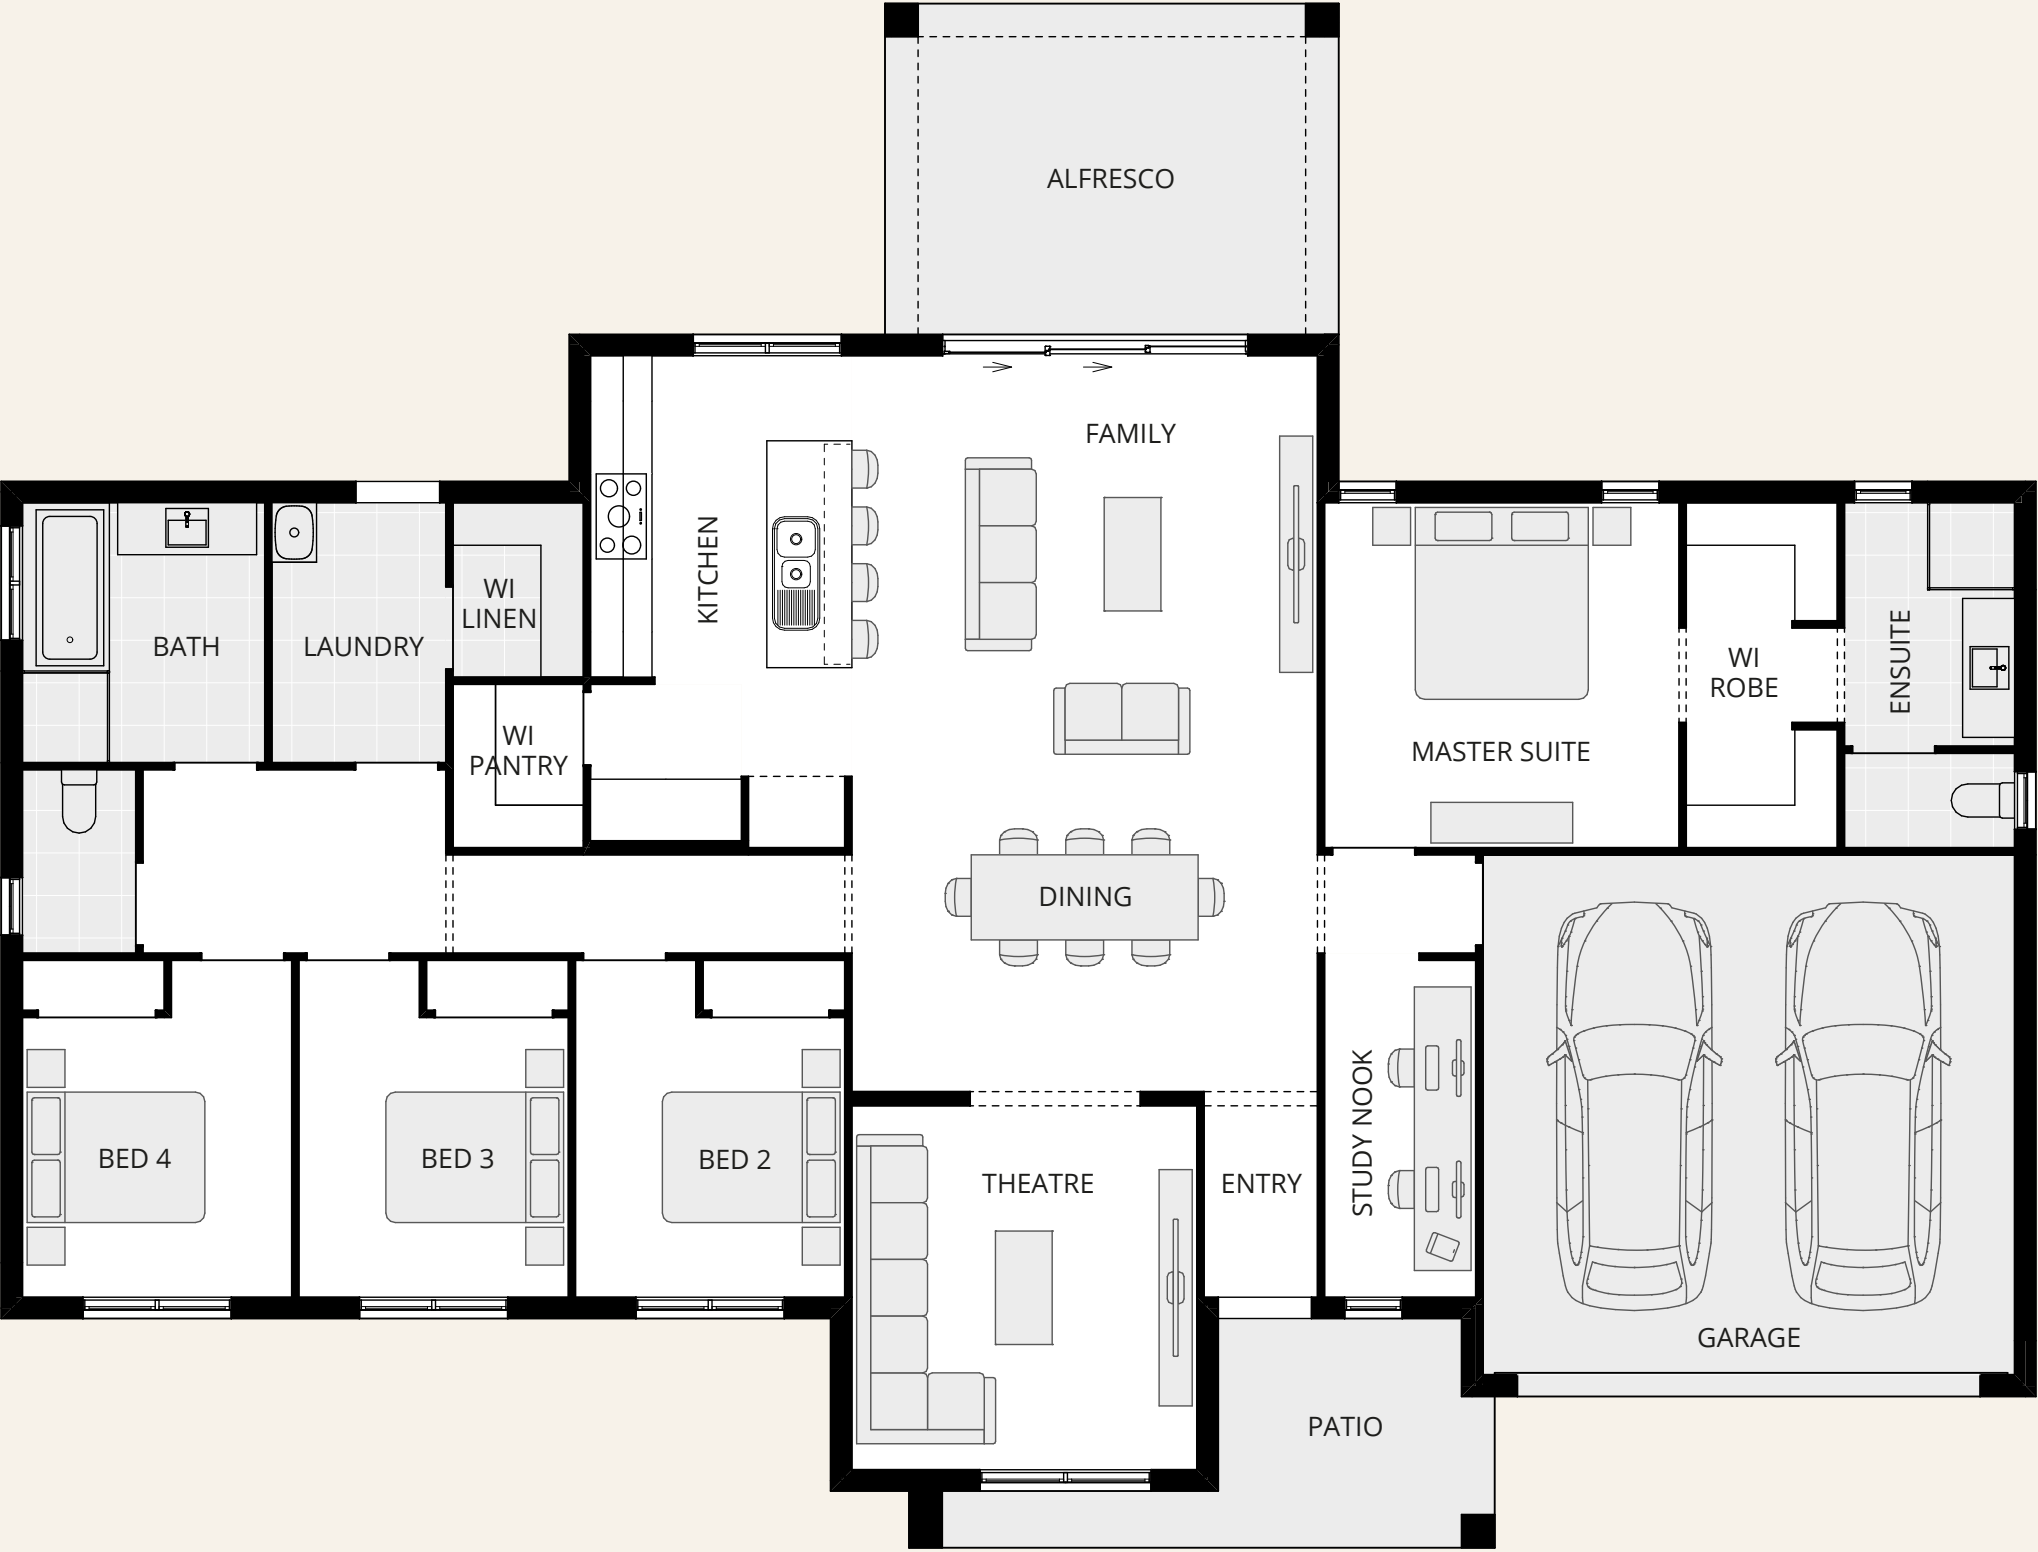 ALFRESCO
FAMILY
KITCHEN
WI
LINEN
BATH
LAUNDRY
WI
PANTRY
WI
ROBE
ENSUITE
MASTER SUITE
DINING
BED 4
BED 3
BED 2
THEATRE
ENTRY
STUDY NOOK
GARAGE
PATIO